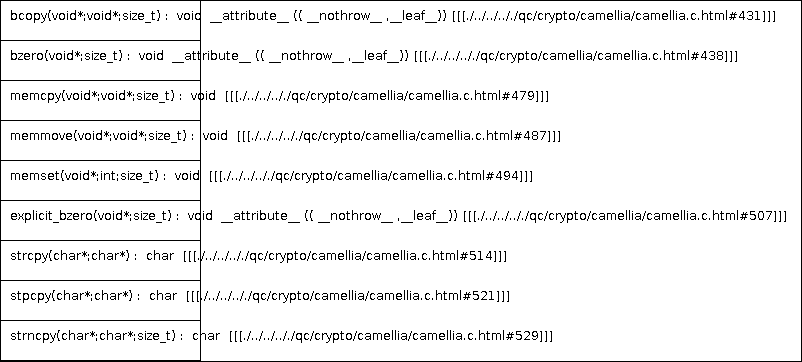 bcopy(void*;void*;size_t) : void __attribute__ (( __nothrow__ ,__leaf__)) [[[./../../././qc/crypto/camellia/camellia.c.html#431]]]
bzero(void*;size_t) : void __attribute__ (( __nothrow__ ,__leaf__)) [[[./../../././qc/crypto/camellia/camellia.c.html#438]]]
memcpy(void*;void*;size_t) : void [[[./../../././qc/crypto/camellia/camellia.c.html#479]]]
memmove(void*;void*;size_t) : void [[[./../../././qc/crypto/camellia/camellia.c.html#487]]]
memset(void*;int;size_t) : void [[[./../../././qc/crypto/camellia/camellia.c.html#494]]]
explicit_bzero(void*;size_t) : void __attribute__ (( __nothrow__ ,__leaf__)) [[[./../../././qc/crypto/camellia/camellia.c.html#507]]]
strcpy(char*;char*) : char [[[./../../././qc/crypto/camellia/camellia.c.html#514]]]
stpcpy(char*;char*) : char [[[./../../././qc/crypto/camellia/camellia.c.html#521]]]
strncpy(char*;char*;size_t) : char [[[./../../././qc/crypto/camellia/camellia.c.html#529]]]